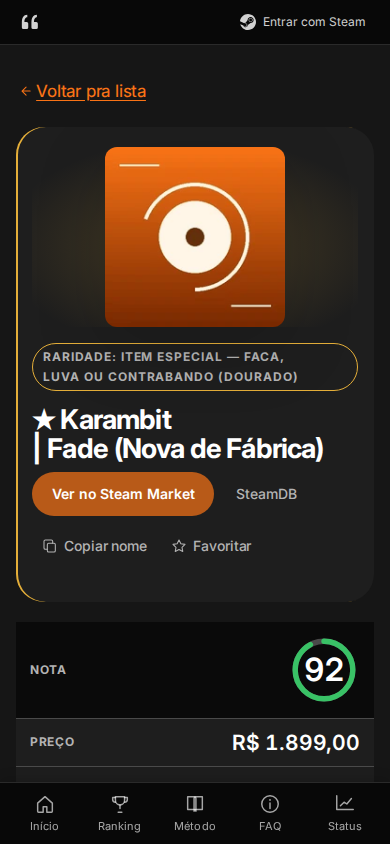 Entrar com Steam
← Voltar pra lista
RARIDADE: ITEM ESPECIAL — FACA,
LUVA OU CONTRABANDO (DOURADO)
★ Karambit
| Fade (Nova de Fábrica)
Ver no Steam Market SteamDB
Copiar nome Favoritar
NOTA 92
PREÇO R$ 1.899,00
Início Ranking Método FAQ Status